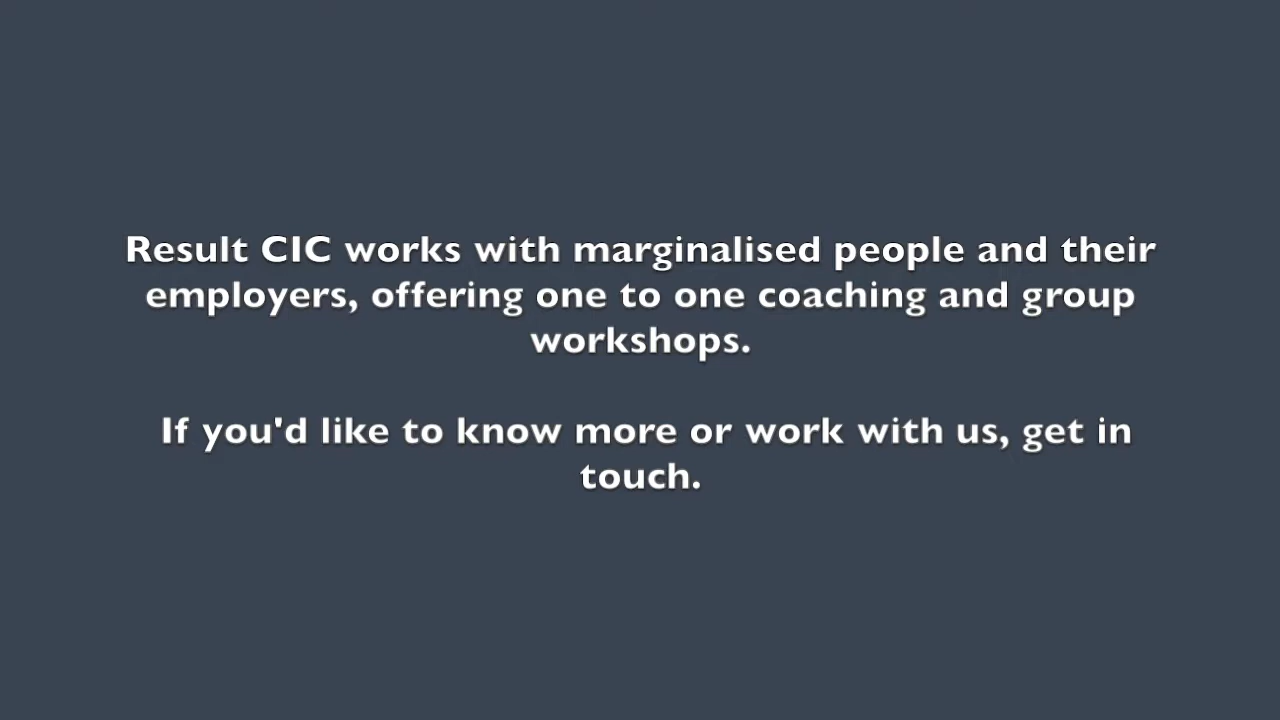 Result CIC works with marginalised people and their
employers, offering one to one coaching and group
workshops.
If you'd like to know more or work with us, get in
touch.